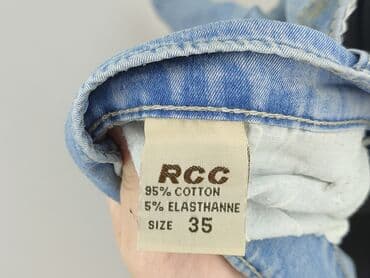 RCC
95% COTTON
5% ELASTHANNE
SIZE 35